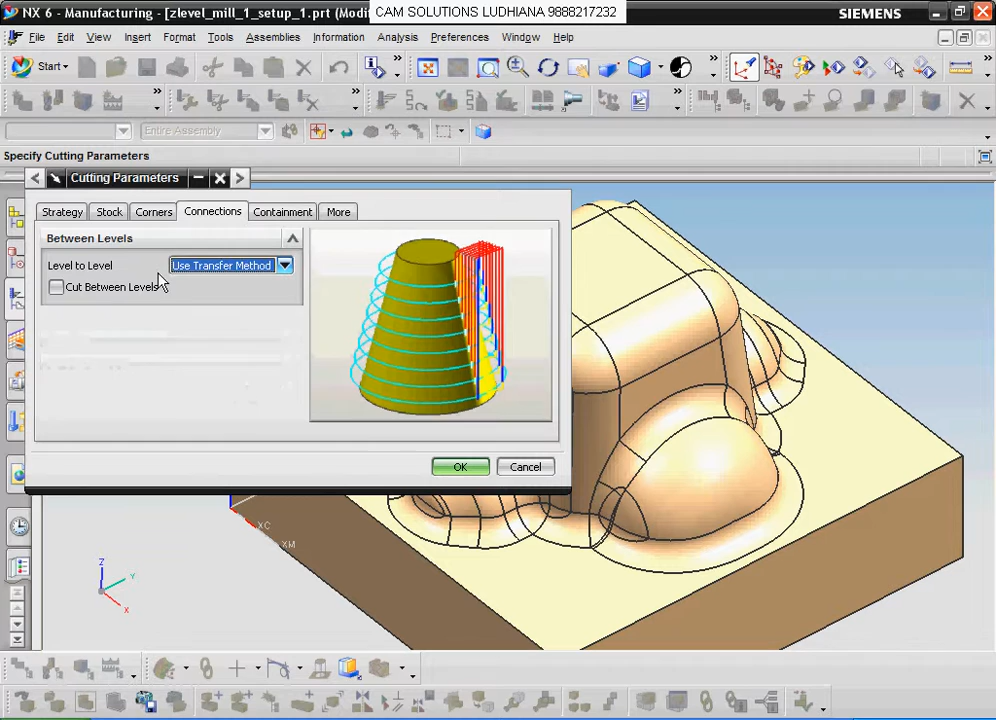 NX 6 - Manufacturing - [zlevel_mill_1_setup_1.prt (Modi
CAM SOLUTIONS LUDHIANA 9888217232
SIEMENS
File Edit View Insert Format Tools Assemblies Information Analysis Preferences Window Help
Start
Entire Assembly
Specify Cutting Parameters
Cutting Parameters
Strategy Stock Corners Connections Containment More
Between Levels
Level to Level Use Transfer Method
Cut Between Levels
OK Cancel
XC
XM
Z
Y
X